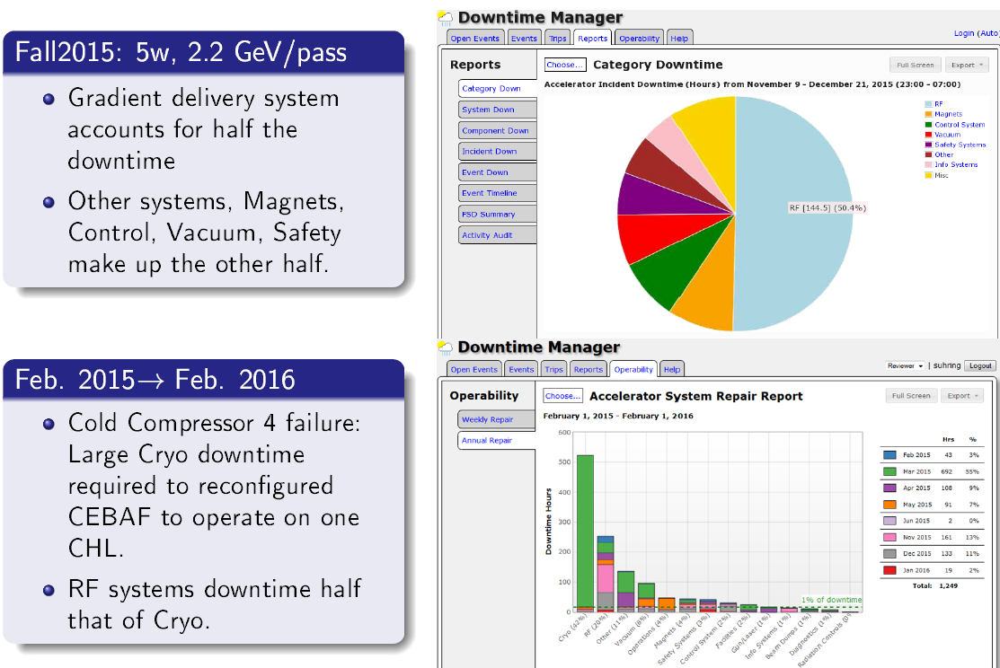 Fall2015: 5w, 2.2 GeV/pass
Gradient delivery system
accounts for half the
downtime
Other systems, Magnets,
Control, Vacuum, Safety
make up the other half.
Downtime Manager
Open Events
Events
Trips
Reports
Operability
Help
Login (Auto)
Reports
Category Down
System Down
Component Down
Incident Down
Event Down
Event Timeline
FSD Summary
Activity Audit
Choose...
Category Downtime
Full Screen
Export
Accelerator Incident Downtime (Hours) from November 9 - December 21, 2015 (23:00 - 07:00)
RF
Magnets
Control System
Vacuum
Safety Systems
Other
Info Systems
Misc
RF [144.5] (50.4%)
Feb. 2015→ Feb. 2016
Cold Compressor 4 failure:
Large Cryo downtime
required to reconfigured
CEBAF to operate on one
CHL.
RF systems downtime half
that of Cryo.
Downtime Manager
Open Events
Events
Trips
Reports
Operability
Help
Reviewer | suhring Logout
Operability
Weekly Repair
Annual Repair
Choose...
Accelerator System Repair Report
Full Screen
Export
February 1, 2015 - February 1, 2016
Downtime Hours
600
500
400
300
200
100
0
1% of downtime
Cryo (42%)
RF (20%)
Other (11%)
Vacuum (8%)
Operations (4%)
Magnets (4%)
Safety Systems (3%)
Control System (2%)
Facilities (2%)
Gun/Laser (1%)
Info Systems (1%)
Beam Dumps (1%)
Diagnostics (1%)
Radiation Controls (0%
Hrs %
Feb 2015 43 3%
Mar 2015 692 55%
Apr 2015 108 9%
May 2015 91 7%
Jun 2015 2 0%
Nov 2015 161 13%
Dec 2015 133 11%
Jan 2016 19 2%
Total: 1,249